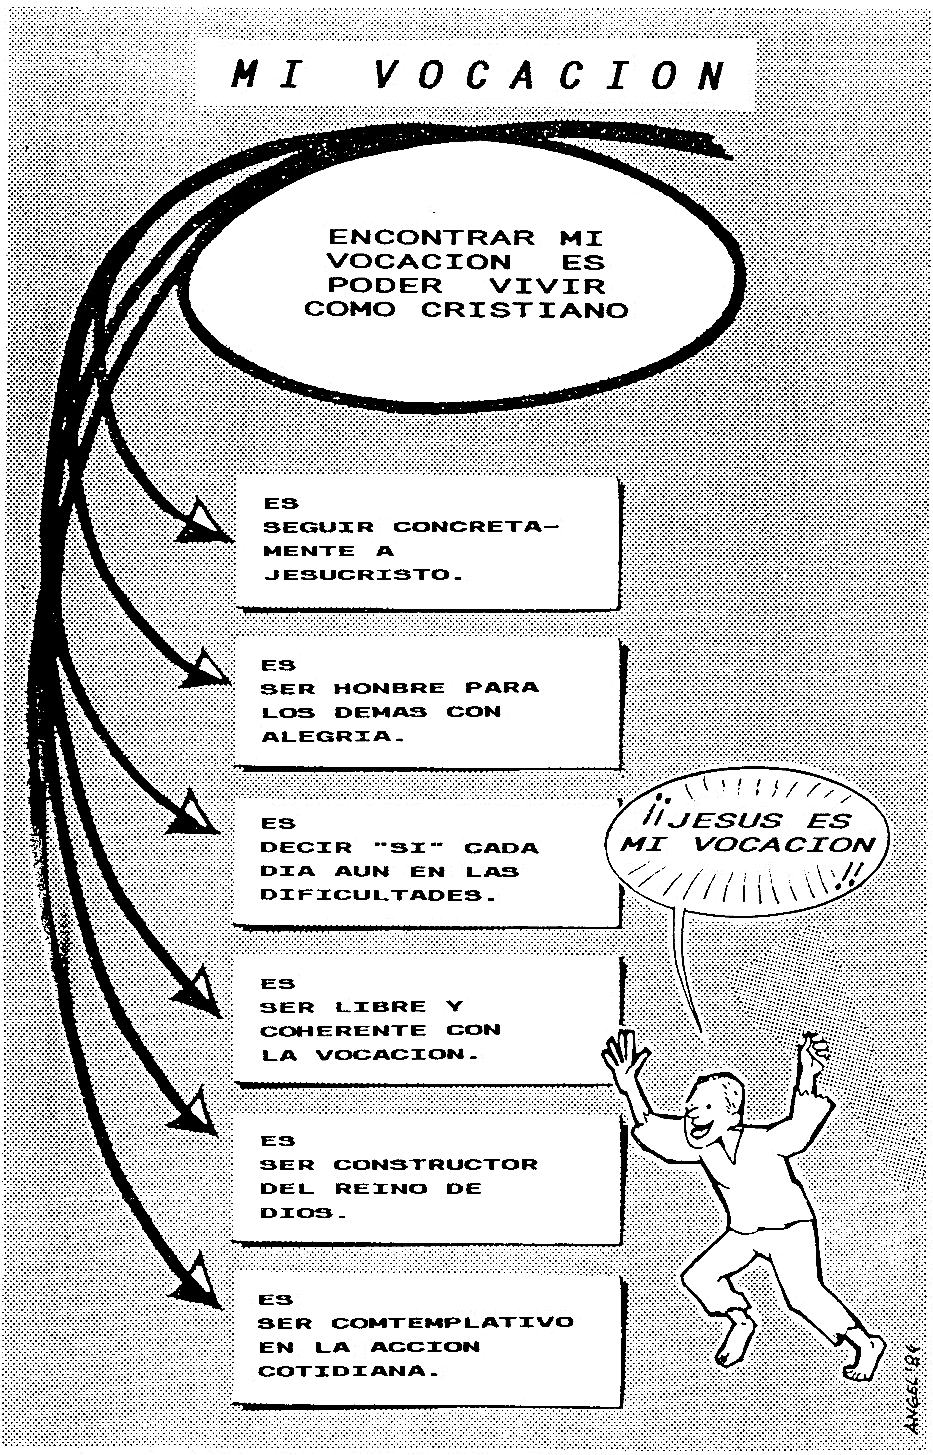 MI VOCACION
ENCONTRAR MI
VOCACION ES
PODER VIVIR
COMO CRISTIANO
ES
SEGUIR CONCRETA-
MENTE A
JESUCRISTO.
ES
SER HONBRE PARA
LOS DEMAS CON
ALEGRIA.
ES
DECIR "SI" CADA
DIA AUN EN LAS
DIFICULTADES.
¡¡JESUS ES
MI VOCACION!!
ES
SER LIBRE Y
COHERENTE CON
LA VOCACION.
ES
SER CONSTRUCTOR
DEL REINO DE
DIOS.
ES
SER COMTEMPLATIVO
EN LA ACCION
COTIDIANA.
ANGEL '84